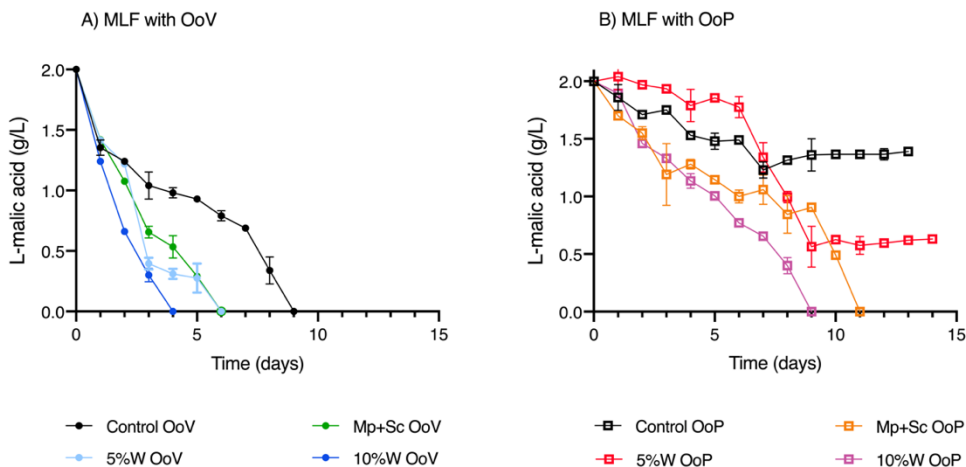 A) MLF with OoV
B) MLF with OoP
L-malic acid (g/L)
2.0
1.5
1.0
0.5
0.0
0
5
10
15
Time (days)
L-malic acid (g/L)
2.0
1.5
1.0
0.5
0.0
0
5
10
15
Time (days)
Control OoV
Mp+Sc OoV
5%W OoV
10%W OoV
Control OoP
Mp+Sc OoP
5%W OoP
10%W OoP